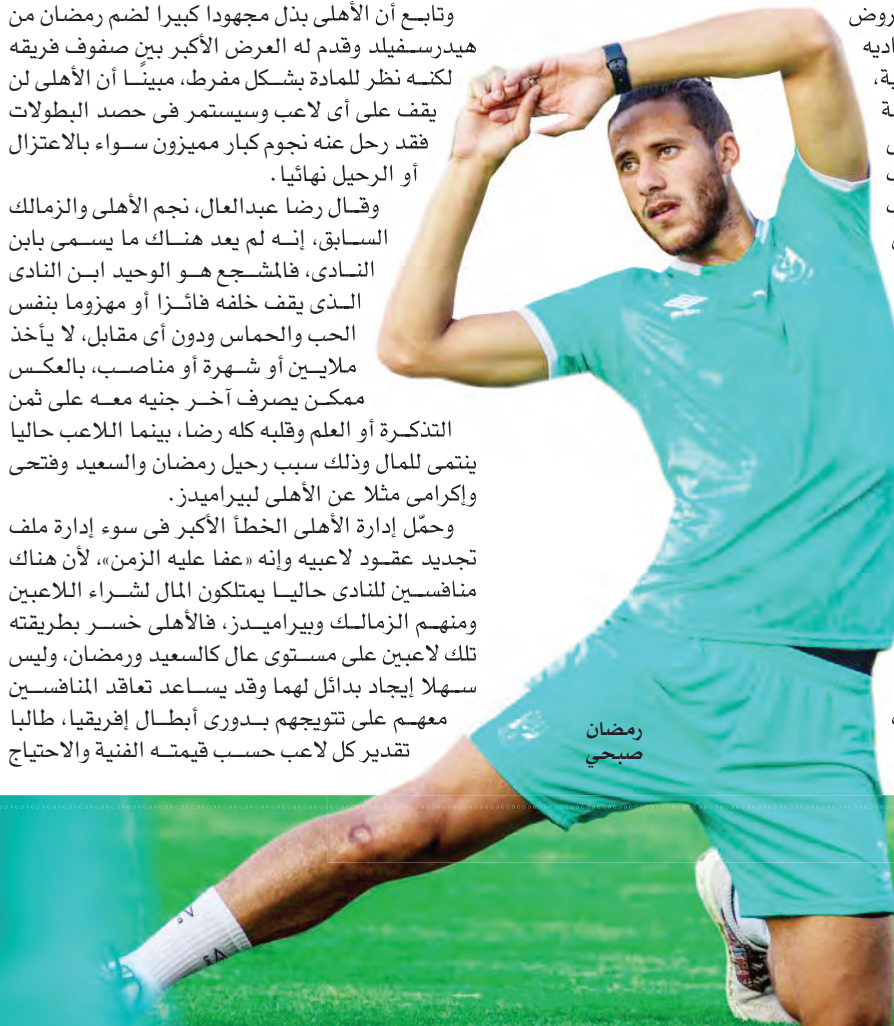 وتابع أن الأهلى بذل مجهودا كبيرا لضم رمضان من
هيدرسفيلد وقدم له العرض الأكبر بين صفوف فريقه
لكنه نظر للمادة بشكل مفرط، مبينًا أن الأهلى لن
يقف على أى لاعب وسيستمر فى حصد البطولات
فقد رحل عنه نجوم كبار مميزون سواء بالاعتزال
أو الرحيل نهائيا.
وقال رضا عبدالعال، نجم الأهلى والزمالك
السابق، إنه لم يعد هناك ما يسمى بابن
النادى، فالمشجع هو الوحيد ابن النادى
الذى يقف خلفه فائزا أو مهزوما بنفس
الحب والحماس ودون أى مقابل، لا يأخذ
ملايين أو شهرة أو مناصب، بالعكس
ممكن يصرف آخر جنيه معه على ثمن
التذكرة أو العلم وقلبه كله رضا، بينما اللاعب حاليا
ينتمى للمال وذلك سبب رحيل رمضان والسعيد وفتحى
وإكرامى مثلا عن الأهلى لبيراميدز.
وحمّل إدارة الأهلى الخطأ الأكبر فى سوء إدارة ملف
تجديد عقود لاعبيه وإنه «عفا عليه الزمن»، لأن هناك
منافسين للنادى حاليا يمتلكون المال لشراء اللاعبين
ومنهم الزمالك وبيراميدز، فالأهلى خسر بطريقته
تلك لاعبين على مستوى عال كالسعيد ورمضان، وليس
سهلا إيجاد بدائل لهما وقد يساعد تعاقد المنافسين
معهم على تتويجهم بدورى أبطال إفريقيا، طالبا
تقدير كل لاعب حسب قيمته الفنية والاحتياج
رمضان
صبحي